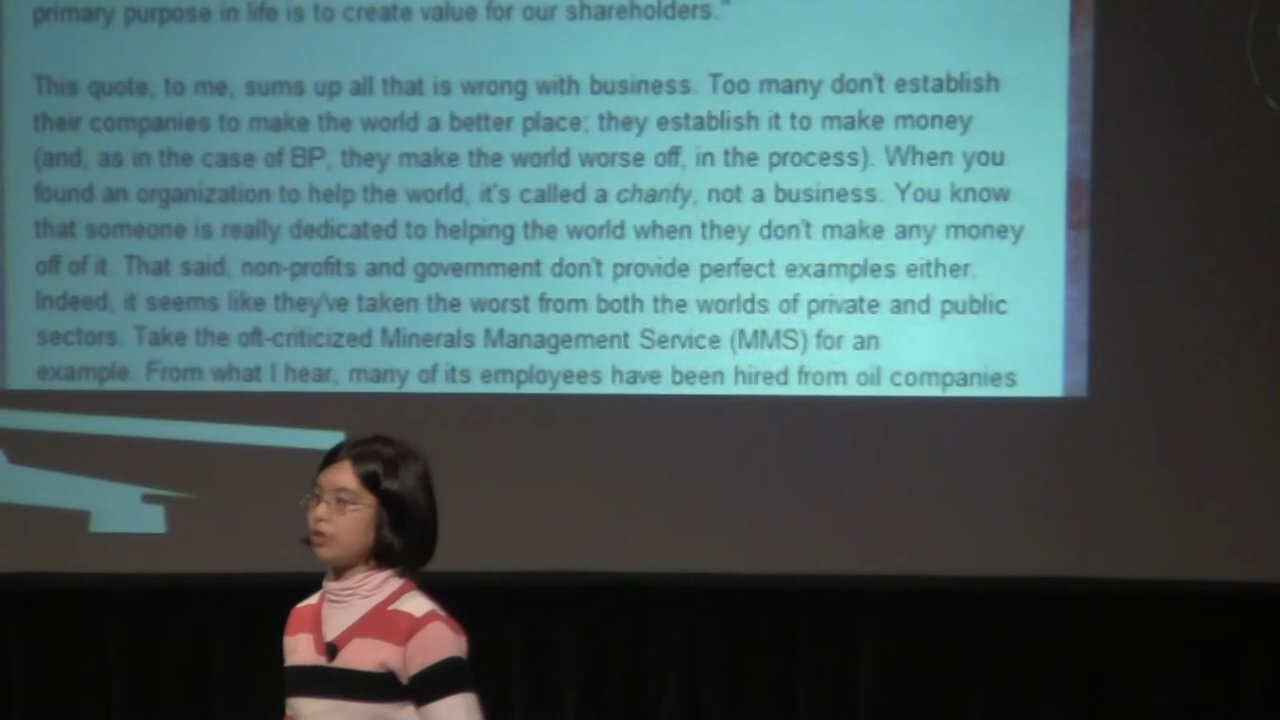 primary purpose in life is to create value for our shareholders."
This quote, to me, sums up all that is wrong with business. Too many don't establish
their companies to make the world a better place; they establish it to make money
(and, as in the case of BP, they make the world worse off, in the process). When you
found an organization to help the world, it's called a charity, not a business. You know
that someone is really dedicated to helping the world when they don't make any money
off of it. That said, non-profits and government don't provide perfect examples either.
Indeed, it seems like they've taken the worst from both the worlds of private and public
sectors. Take the oft-criticized Minerals Management Service (MMS) for an
example. From what I hear, many of its employees have been hired from oil companies